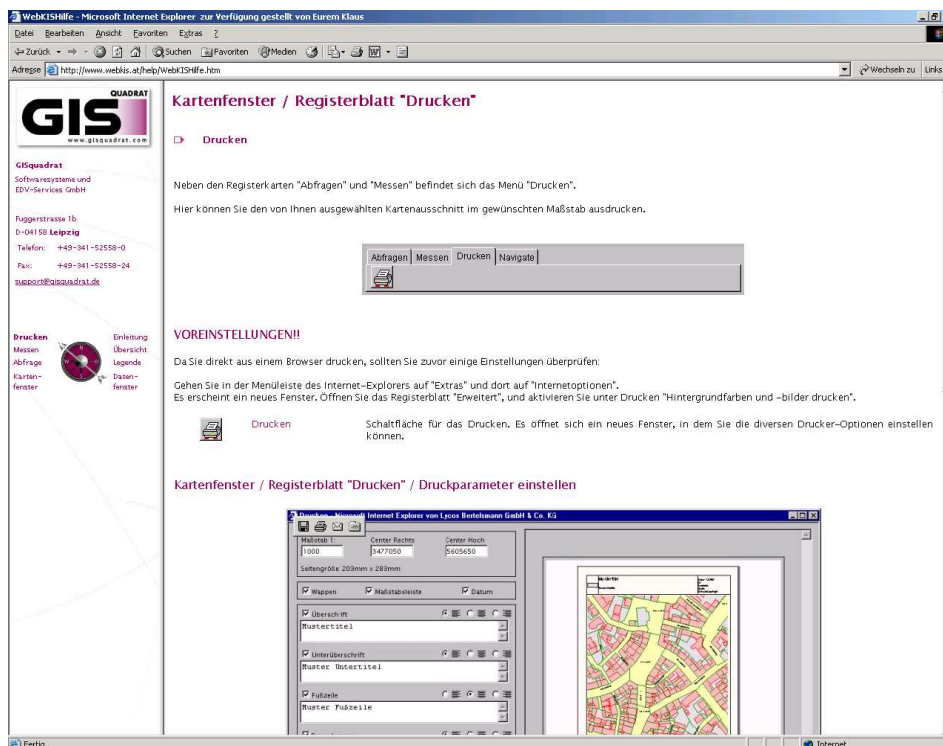 WebKISHilfe - Microsoft Internet Explorer zur Verfügung gestellt von Eurem Klaus
Datei Bearbeiten Ansicht Favoriten Extras ?
Zurück Suchen Favoriten Medien
Adresse http://www.webkis.at/help/WebKISHilfe.htm Wechseln zu Links
GIS QUADRAT
www.gisquadrat.com
GISquadrat
Softwaresysteme und
EDV-Services GmbH
Fuggerstrasse 1b
D-04158 Leipzig
Telefon: +49-341-52558-0
Fax: +49-341-52558-24
support@gisquadrat.de
Drucken Einleitung
Messen Übersicht
Abfrage Legende
Karten- Daten-
fenster fenster
Kartenfenster / Registerblatt "Drucken"
Drucken
Neben den Registerkarten "Abfragen" und "Messen" befindet sich das Menü "Drucken".
Hier können Sie den von Ihnen ausgewählten Kartenausschnitt im gewünschten Maßstab ausdrucken.
Abfragen Messen Drucken Navigate
VOREINSTELLUNGEN!!
Da Sie direkt aus einem Browser drucken, sollten Sie zuvor einige Einstellungen überprüfen:
Gehen Sie in der Menüleiste des Internet-Explorers auf "Extras" und dort auf "Internetoptionen".
Es erscheint ein neues Fenster. Öffnen Sie das Registerblatt "Erweitert", und aktivieren Sie unter Drucken "Hintergrundfarben und -bilder drucken".
Drucken Schaltfläche für das Drucken. Es öffnet sich ein neues Fenster, in dem Sie die diversen Drucker-Optionen einstellen
können.
Kartenfenster / Registerblatt "Drucken" / Druckparameter einstellen
Drucken - Microsoft Internet Explorer von Lycos Bertelsmann GmbH & Co. KG
Maßstab 1: Center Rechts Center Hoch
1000 3477050 5605650
Seitengröße: 203mm x 283mm
Wappen Maßstabsleiste Datum
Überschrift
Mustertitel
Unterüberschrift
Muster Untertitel
Fußzeile
Muster Fußzeile
Mustertitel
Fertig Internet